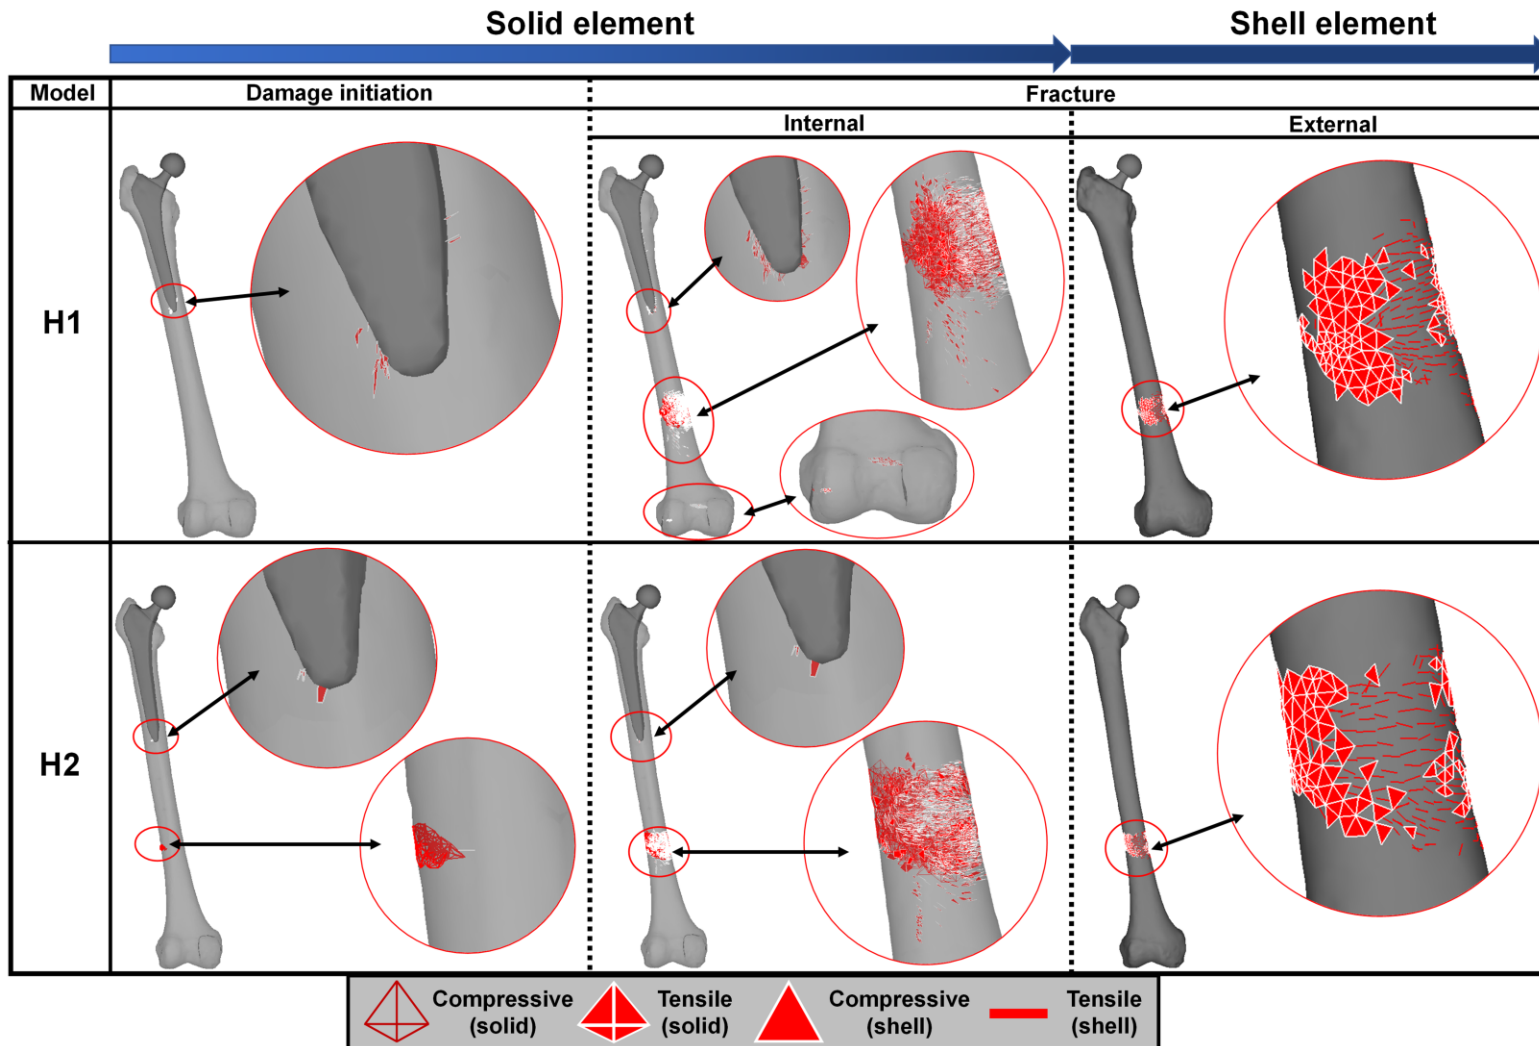 Solid element
Shell element
Model
Damage initiation
Fracture
Internal
External
H1
H2
Compressive
(solid)
Tensile
(solid)
Compressive
(shell)
Tensile
(shell)